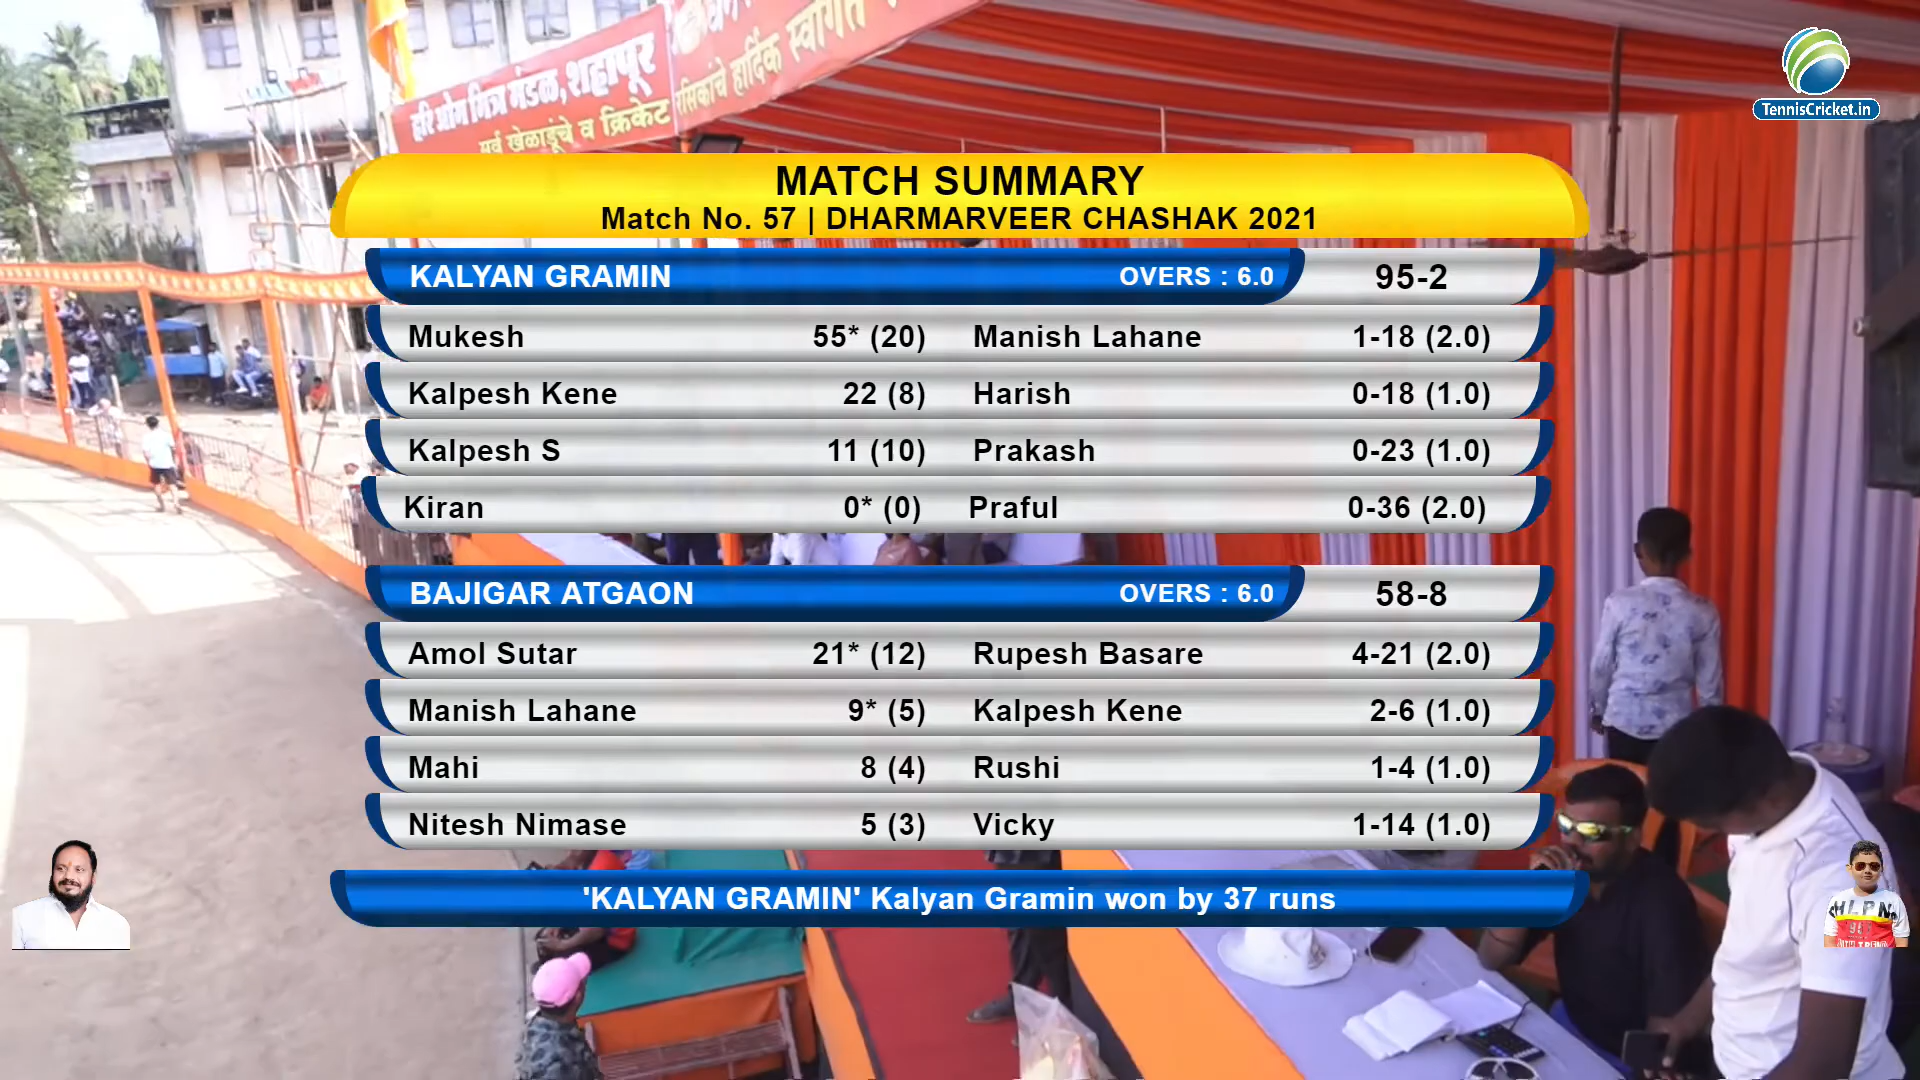 TennisCricket.in
हरि ओम मित्र मंडळ, शहापूर
सर्व खेळाडूंचे व क्रिकेट रसिकांचे हार्दिक स्वागत
MATCH SUMMARY
Match No. 57 | DHARMARVEER CHASHAK 2021
KALYAN GRAMIN OVERS : 6.0 95-2
Mukesh 55* (20) Manish Lahane 1-18 (2.0)
Kalpesh Kene 22 (8) Harish 0-18 (1.0)
Kalpesh S 11 (10) Prakash 0-23 (1.0)
Kiran 0* (0) Praful 0-36 (2.0)
BAJIGAR ATGAON OVERS : 6.0 58-8
Amol Sutar 21* (12) Rupesh Basare 4-21 (2.0)
Manish Lahane 9* (5) Kalpesh Kene 2-6 (1.0)
Mahi 8 (4) Rushi 1-4 (1.0)
Nitesh Nimase 5 (3) Vicky 1-14 (1.0)
'KALYAN GRAMIN' Kalyan Gramin won by 37 runs